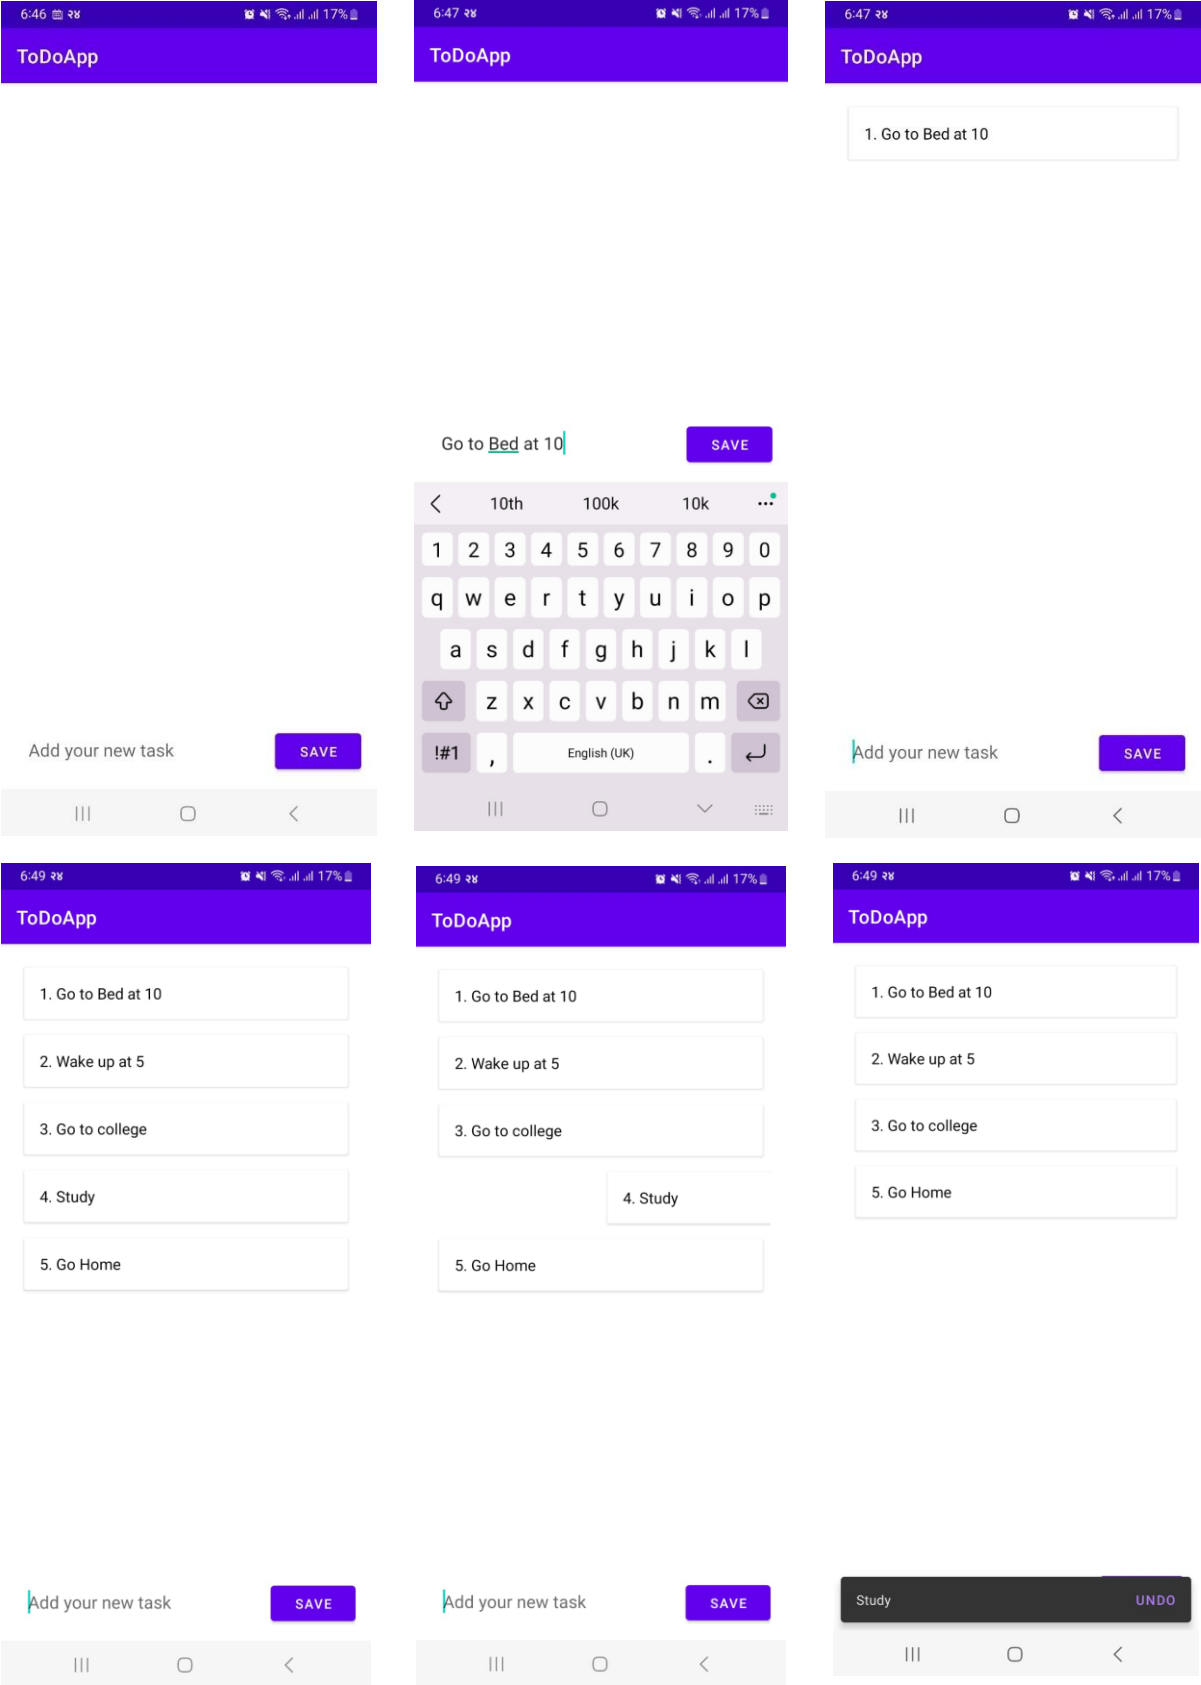 6:46 २४ 17%
ToDoApp
Add your new task SAVE
6:47 २४ 17%
ToDoApp
Go to Bed at 10 SAVE
10th 100k 10k ...
1 2 3 4 5 6 7 8 9 0
q w e r t y u i o p
a s d f g h j k l
z x c v b n m
!#1 , English (UK) .
6:47 २४ 17%
ToDoApp
1. Go to Bed at 10
Add your new task SAVE
6:49 २४ 17%
ToDoApp
1. Go to Bed at 10
2. Wake up at 5
3. Go to college
4. Study
5. Go Home
Add your new task SAVE
6:49 २४ 17%
ToDoApp
1. Go to Bed at 10
2. Wake up at 5
3. Go to college
4. Study
5. Go Home
Add your new task SAVE
6:49 २४ 17%
ToDoApp
1. Go to Bed at 10
2. Wake up at 5
3. Go to college
5. Go Home
Study UNDO